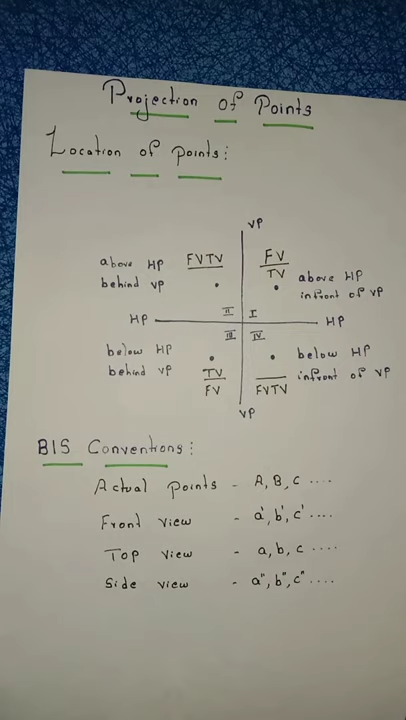 Projection of Points
Location of points:
VP
above HP FVTV FV
behind VP TV above HP
infront of VP
II I
HP HP
III IV
below HP below HP
behind VP TV infront of VP
FV FVTV
VP
BIS Conventions:
Actual points - A, B, C ....
Front view - a', b', c' ....
Top view - a, b, c ....
Side view - a", b", c" ....